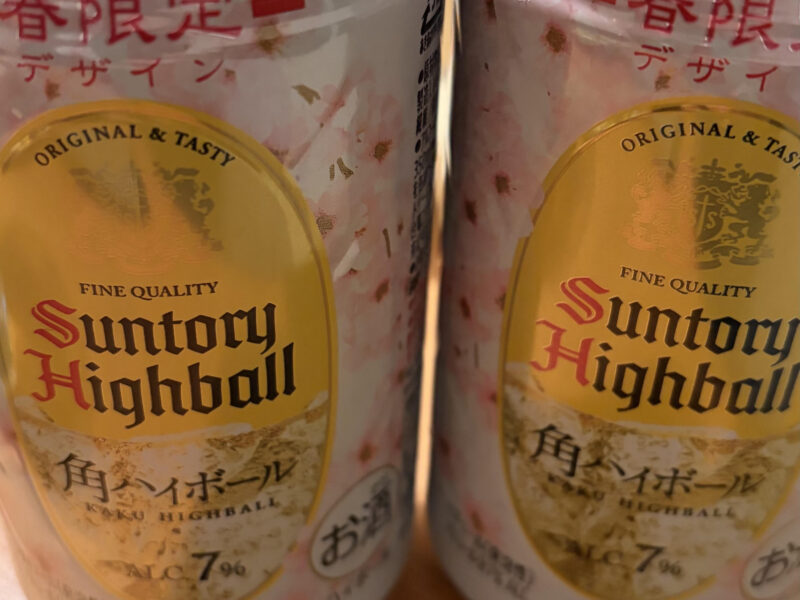 春限定
デザイン
ORIGINAL & TASTY
FINE QUALITY
Suntory
Highball
角ハイボール
KAKU HIGHBALL
ALC. 7%
お酒
春限定
デザイ
ORIGINAL & TAST
FINE QUALITY
Suntory
Highball
角ハイボール
KAKU HIGHBALL
ALC. 7%
お